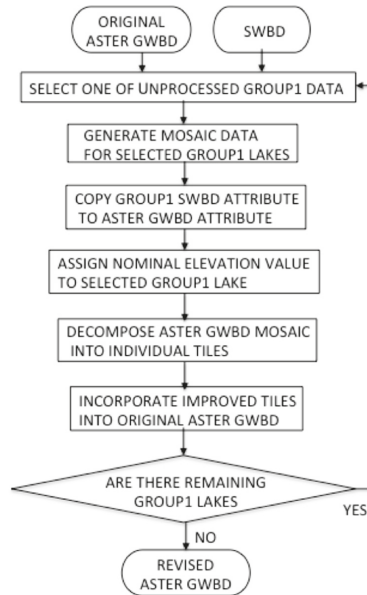 ORIGINAL
ASTER GWBD
SWBD
SELECT ONE OF UNPROCESSED GROUP1 DATA
GENERATE MOSAIC DATA
FOR SELECTED GROUP1 LAKES
COPY GROUP1 SWBD ATTRIBUTE
TO ASTER GWBD ATTRIBUTE
ASSIGN NOMINAL ELEVATION VALUE
TO SELECTED GROUP1 LAKE
DECOMPOSE ASTER GWBD MOSAIC
INTO INDIVIDUAL TILES
INCORPORATE IMPROVED TILES
INTO ORIGINAL ASTER GWBD
ARE THERE REMAINING
GROUP1 LAKES
YES
NO
REVISED
ASTER GWBD